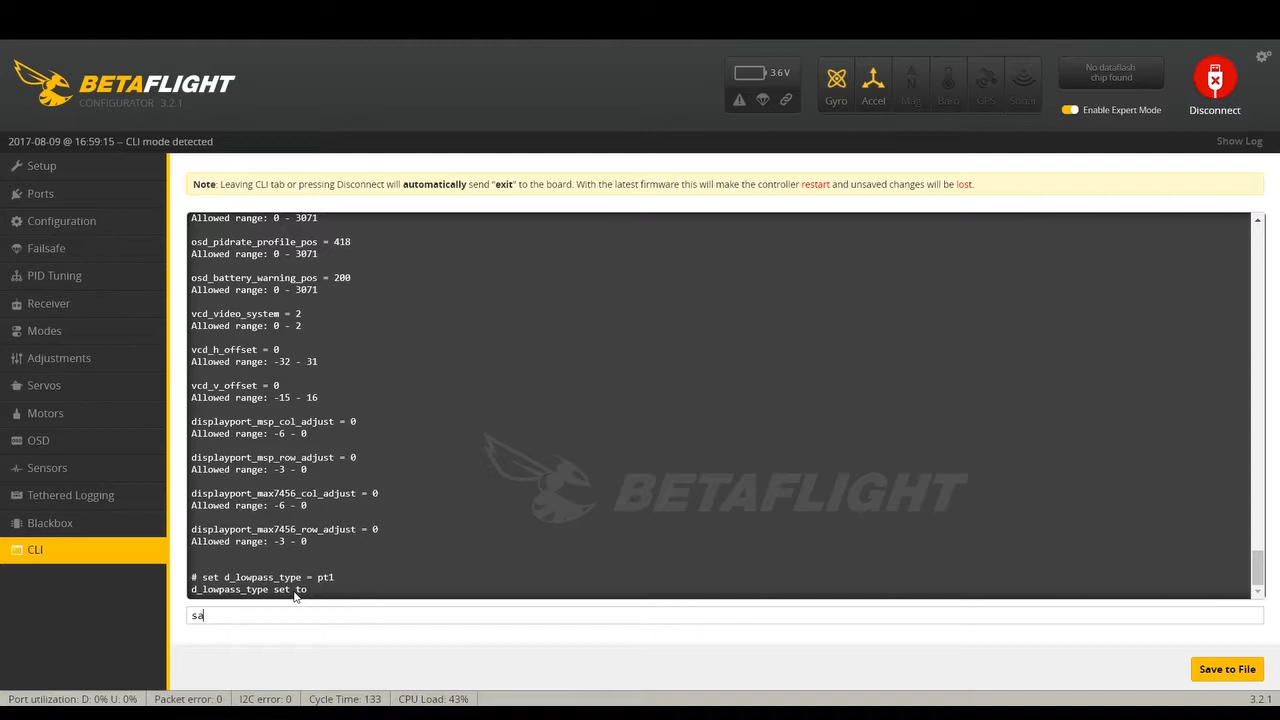 BETAFLIGHT
CONFIGURATOR 3.2.1
3.6 V
Gyro Accel Mag Baro GPS Sonar
No dataflash
chip found
Enable Expert Mode
Disconnect
2017-08-09 @ 16:59:15 -- CLI mode detected
Show Log
Setup
Ports
Configuration
Failsafe
PID Tuning
Receiver
Modes
Adjustments
Servos
Motors
OSD
Sensors
Tethered Logging
Blackbox
CLI
Note: Leaving CLI tab or pressing Disconnect will automatically send "exit" to the board. With the latest firmware this will make the controller restart and unsaved changes will be lost.
Allowed range: 0 - 3071
osd_pidrate_profile_pos = 418
Allowed range: 0 - 3071
osd_battery_warning_pos = 200
Allowed range: 0 - 3071
vcd_video_system = 2
Allowed range: 0 - 2
vcd_h_offset = 0
Allowed range: -32 - 31
vcd_v_offset = 0
Allowed range: -15 - 16
displayport_msp_col_adjust = 0
Allowed range: -6 - 0
displayport_msp_row_adjust = 0
Allowed range: -3 - 0
displayport_max7456_col_adjust = 0
Allowed range: -6 - 0
displayport_max7456_row_adjust = 0
Allowed range: -3 - 0
# set d_lowpass_type = pt1
d_lowpass_type set to
BETAFLIGHT
sa
Save to File
Port utilization: D: 0% U: 0% Packet error: 0 I2C error: 0 Cycle Time: 133 CPU Load: 43%
3.2.1